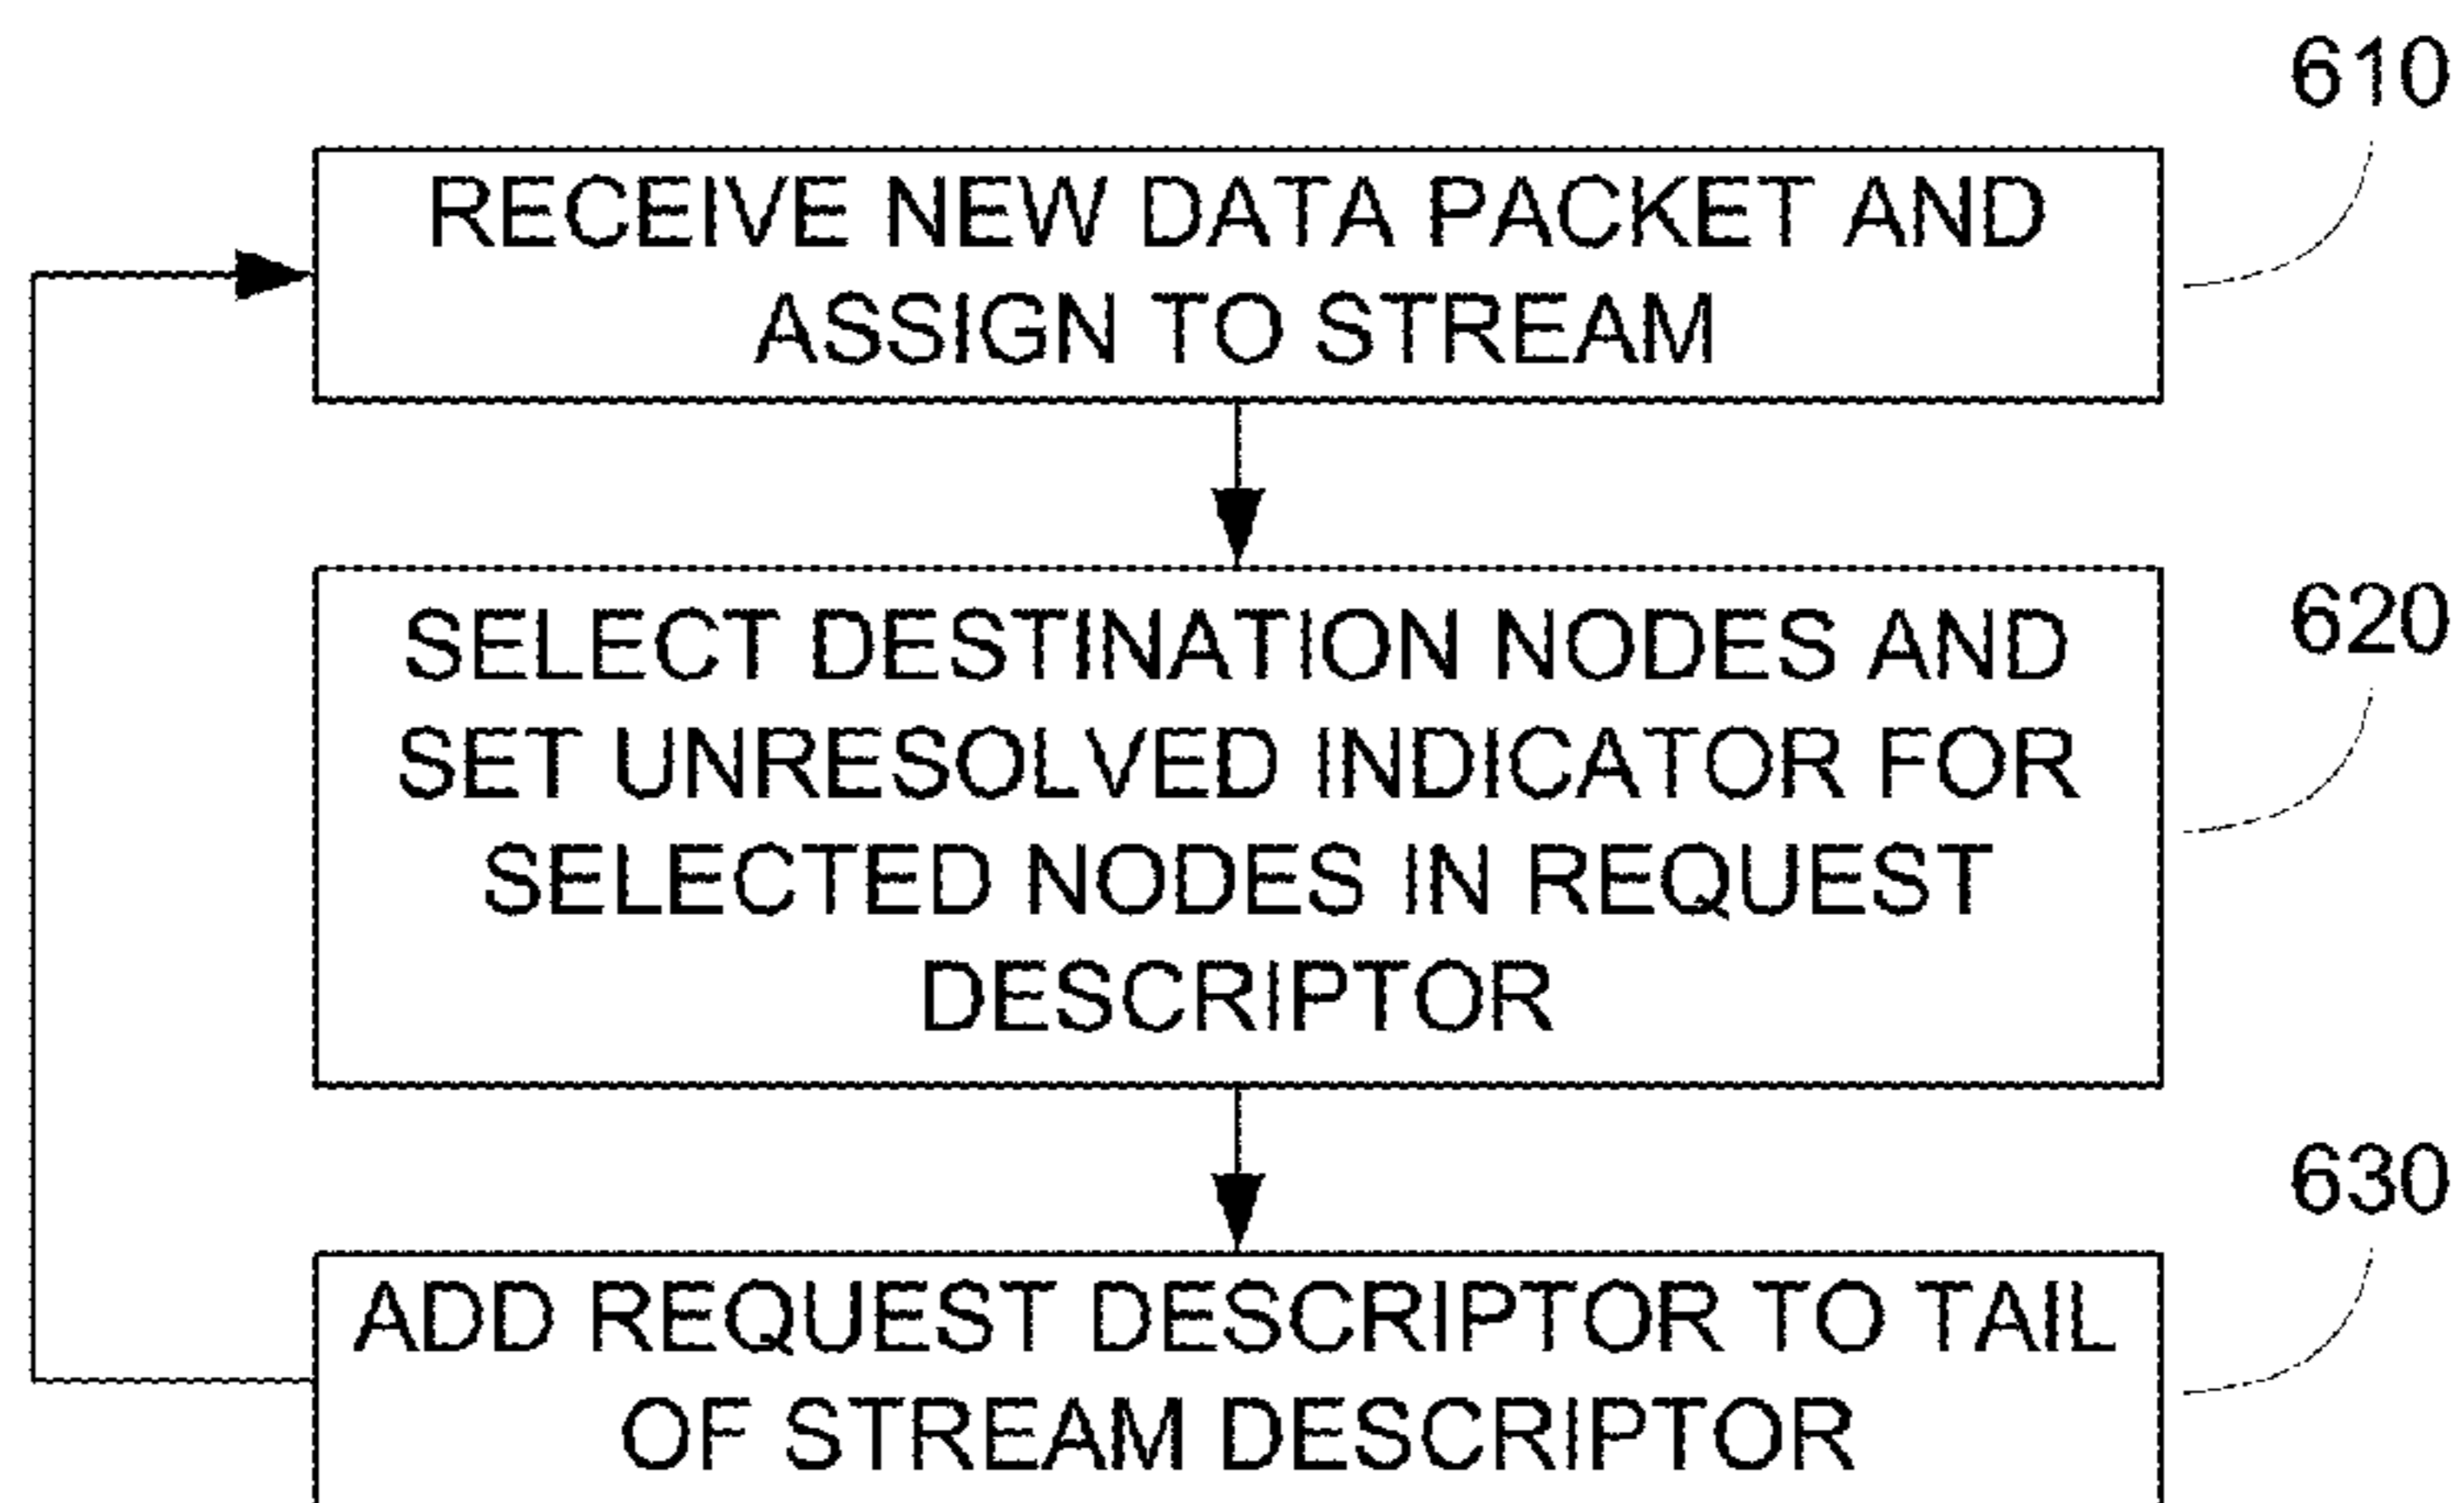 610
RECEIVE NEW DATA PACKET AND
ASSIGN TO STREAM
620
SELECT DESTINATION NODES AND
SET UNRESOLVED INDICATOR FOR
SELECTED NODES IN REQUEST
DESCRIPTOR
630
ADD REQUEST DESCRIPTOR TO TAIL
OF STREAM DESCRIPTOR